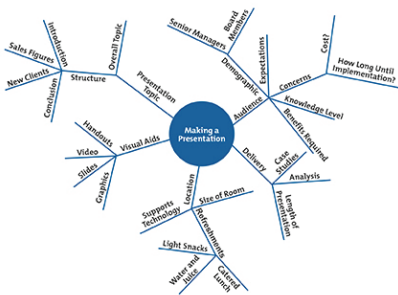 Making a
Presentation
Presentation
Topic
Overall Topic
Structure
Introduction
Sales Figures
New Clients
Conclusion
Visual Aids
Handouts
Video
Slides
Graphics
Location
Supports
Technology
Size of Room
Refreshments
Light Snacks
Water and
Juice
Catered
Lunch
Delivery
Case
Studies
Analysis
Length of
Presentation
Audience
Demographic
Senior Managers
Board
Members
Expectations
Concerns
Cost?
How Long Until
Implementation?
Knowledge Level
Benefits Required